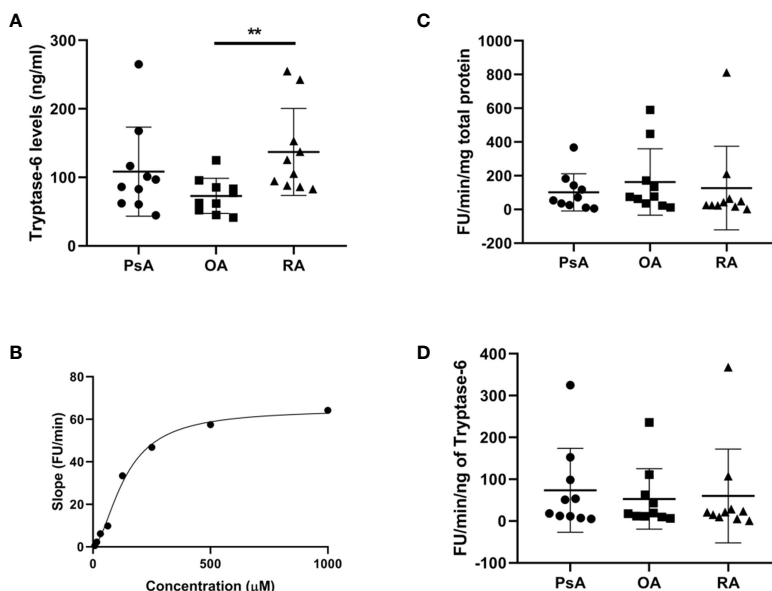 A
Tryptase-6 levels (ng/ml)
300
200
100
0
**
PsA OA RA
B
Slope (FU/min)
80
60
40
20
0
0 500 1000
Concentration (μM)
C
FU/min/mg total protein
1000
800
600
400
200
0
-200
PsA OA RA
D
FU/min/ng of Tryptase-6
400
300
200
100
0
-100
PsA OA RA